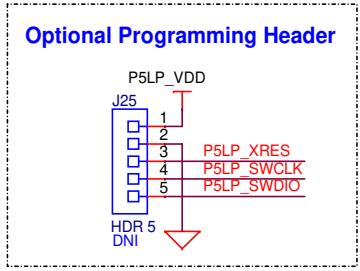 Optional Programming Header
P5LP_VDD
J25
1
2
3 P5LP_XRES
4 P5LP_SWCLK
5 P5LP_SWDIO
HDR 5
DNI